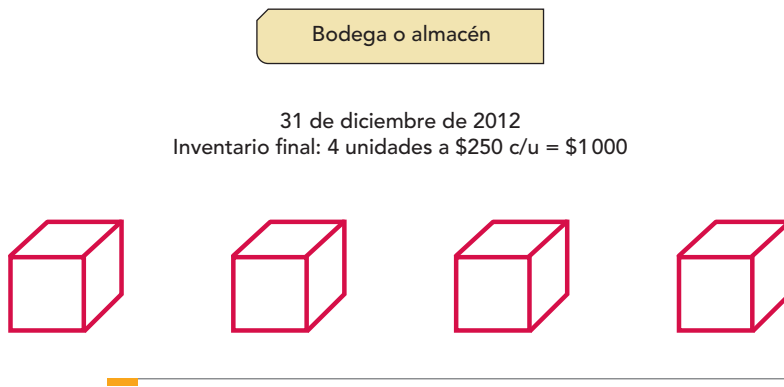 Bodega o almacén
31 de diciembre de 2012
Inventario final: 4 unidades a $250 c/u = $1000